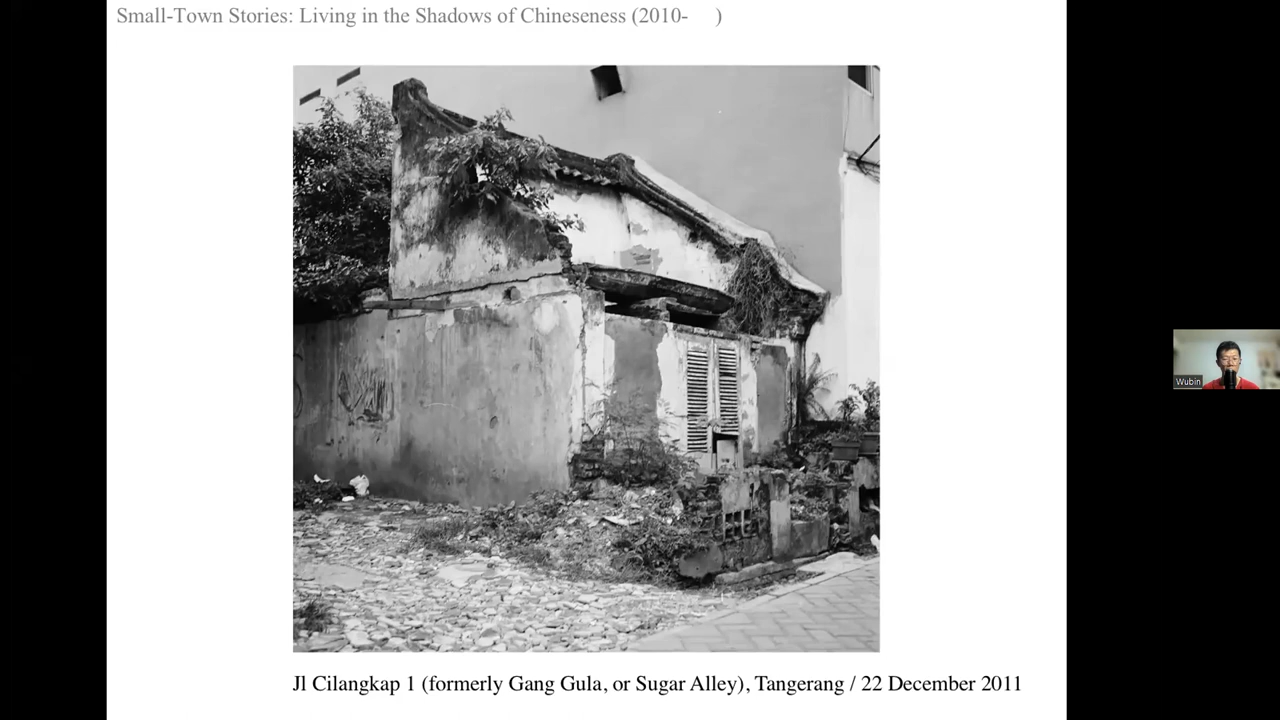 Small-Town Stories: Living in the Shadows of Chineseness (2010-     )
Wubin
Jl Cilangkap 1 (formerly Gang Gula, or Sugar Alley), Tangerang / 22 December 2011